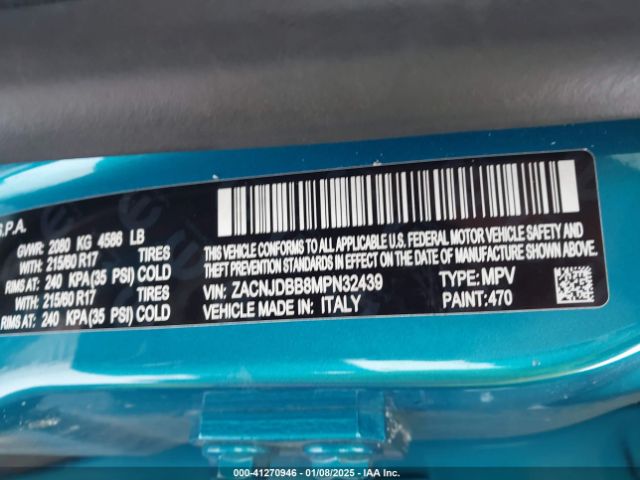 S.P.A.
GVWR: 2080 KG 4586 LB
WITH: 215/60 R17 TIRES
RIMS AT: 240 KPA(35 PSI) COLD
WITH: 215/60 R17 TIRES
RIMS AT: 240 KPA(35 PSI) COLD
THIS VEHICLE CONFORMS TO ALL APPLICABLE U.S. FEDERAL MOTOR VEHICLE SAFETY AND
THEFT PREVENTION STANDARDS IN EFFECT ON THE DATE OF MANUFACTURE SHOWN ABOVE.
VIN: ZACNJDBB8MPN32439 TYPE: MPV
VEHICLE MADE IN: ITALY PAINT: 470
000-41270946 - 01/08/2025 - IAA Inc.